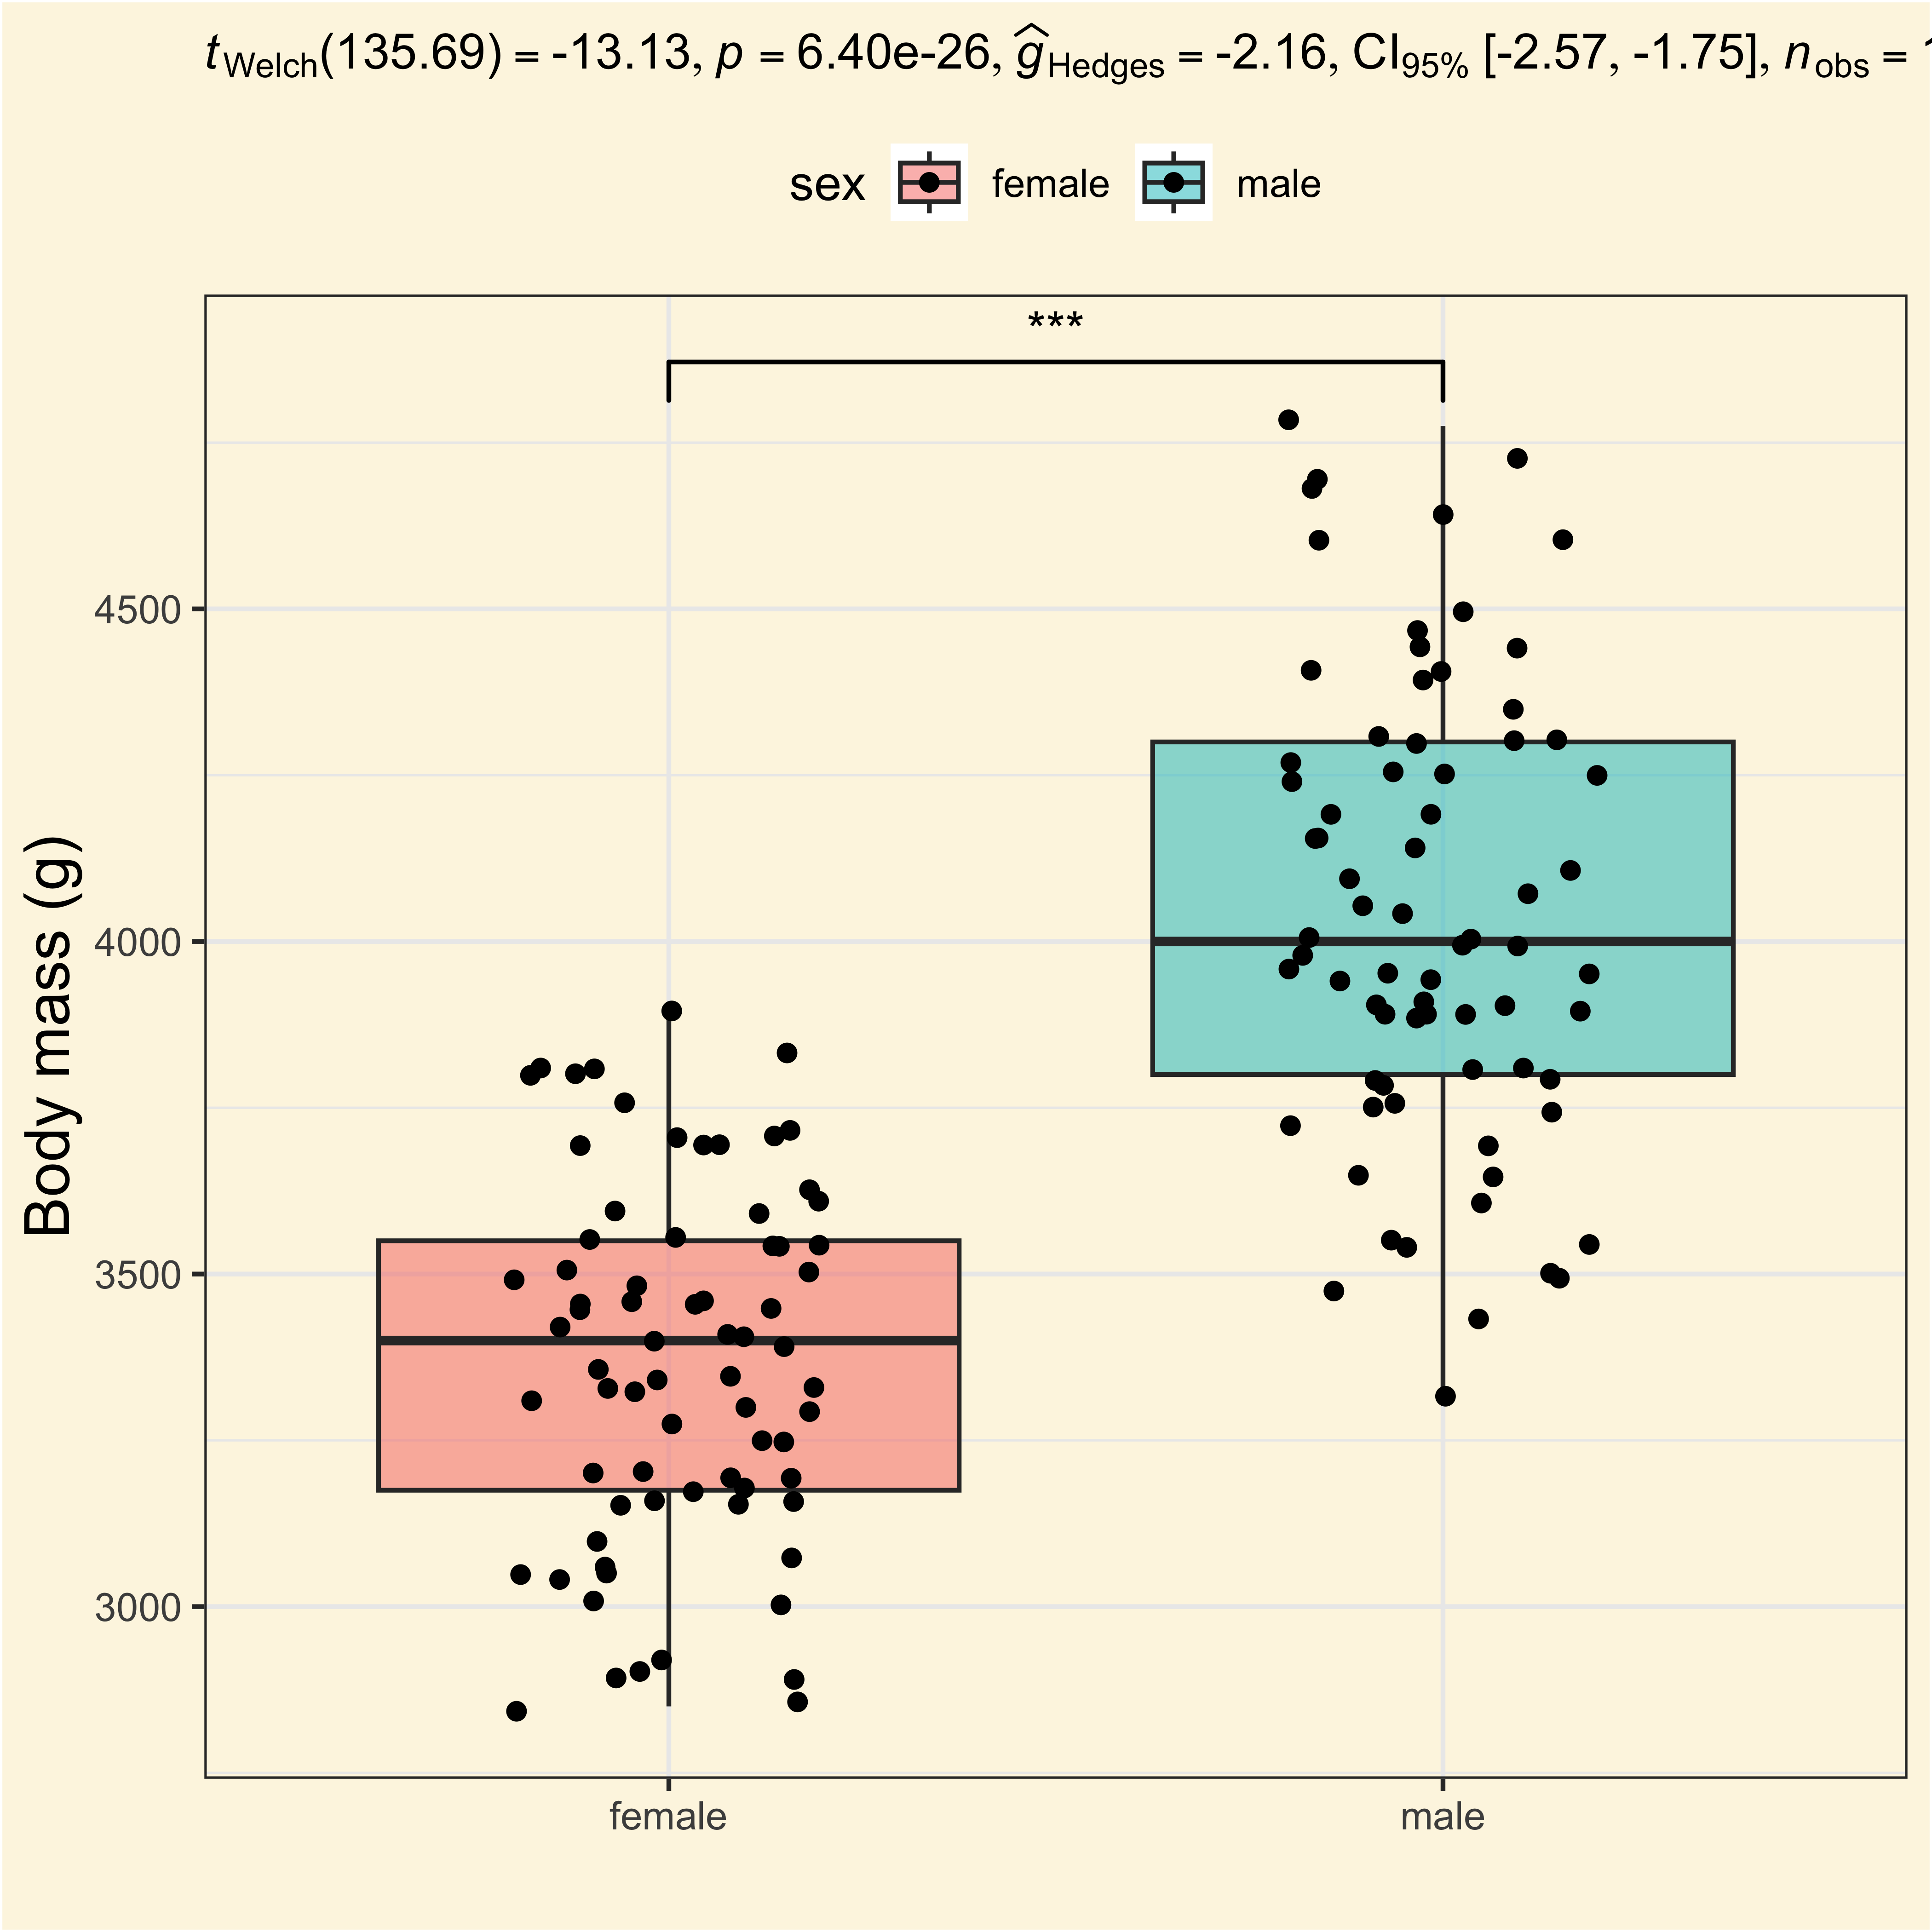 tWelch(135.69) = -13.13, p = 6.40e-26, ĝHedges = -2.16, CI95% [-2.57, -1.75], nobs =
sex female male
***
Body mass (g)
4500
4000
3500
3000
female male